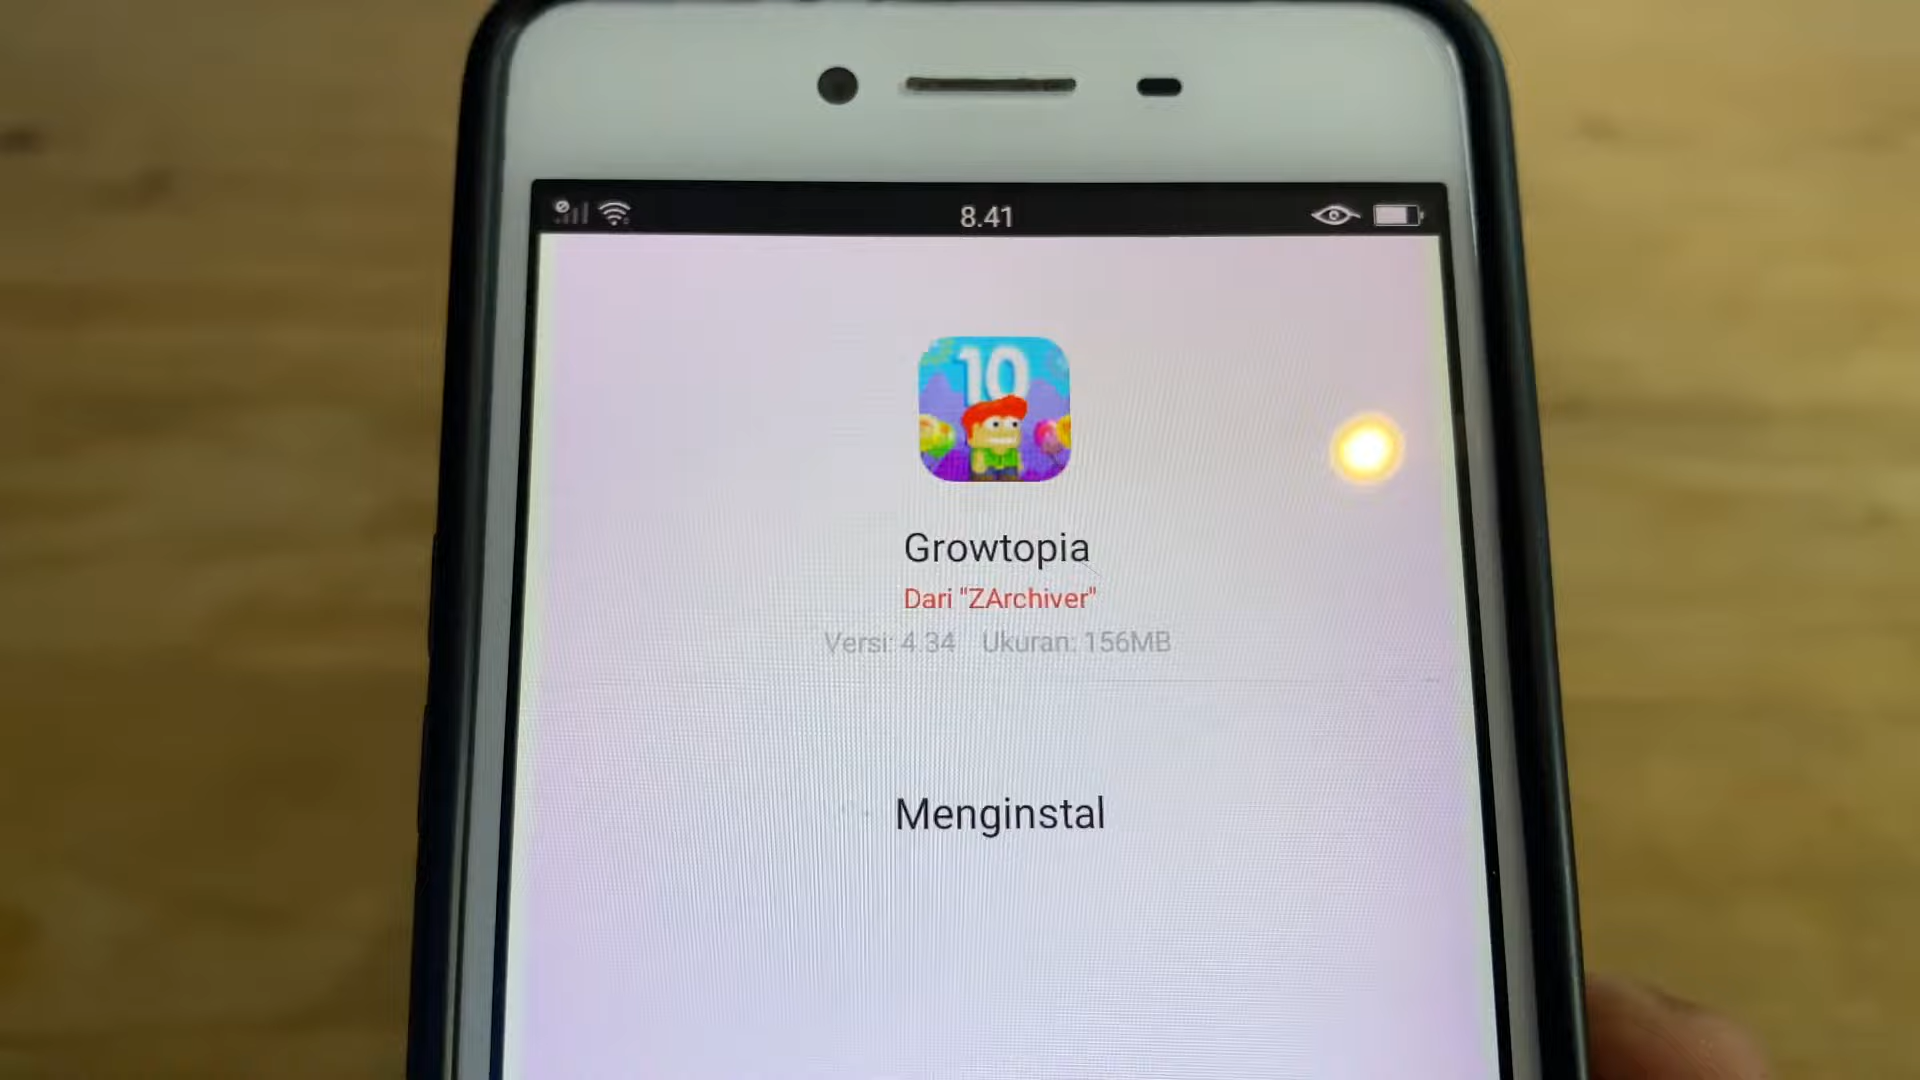 8.41
10
Growtopia
Dari "ZArchiver"
Versi: 4.34 Ukuran: 156MB
Menginstal